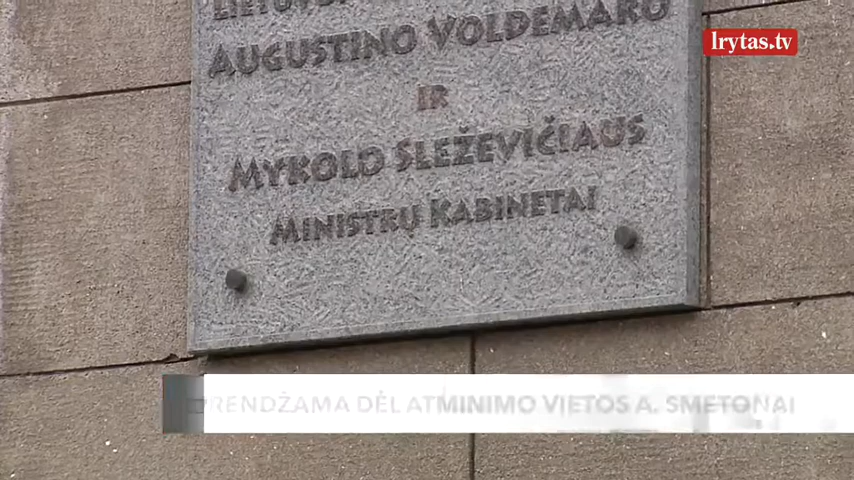 lrytas.tv
AUGUSTINO VOLDEMARO
IR
MYKOLO SLEŽEVIČIAUS
MINISTRŲ KABINETAI
DĖL ATMINIMO VIETOS A. SMETONAI